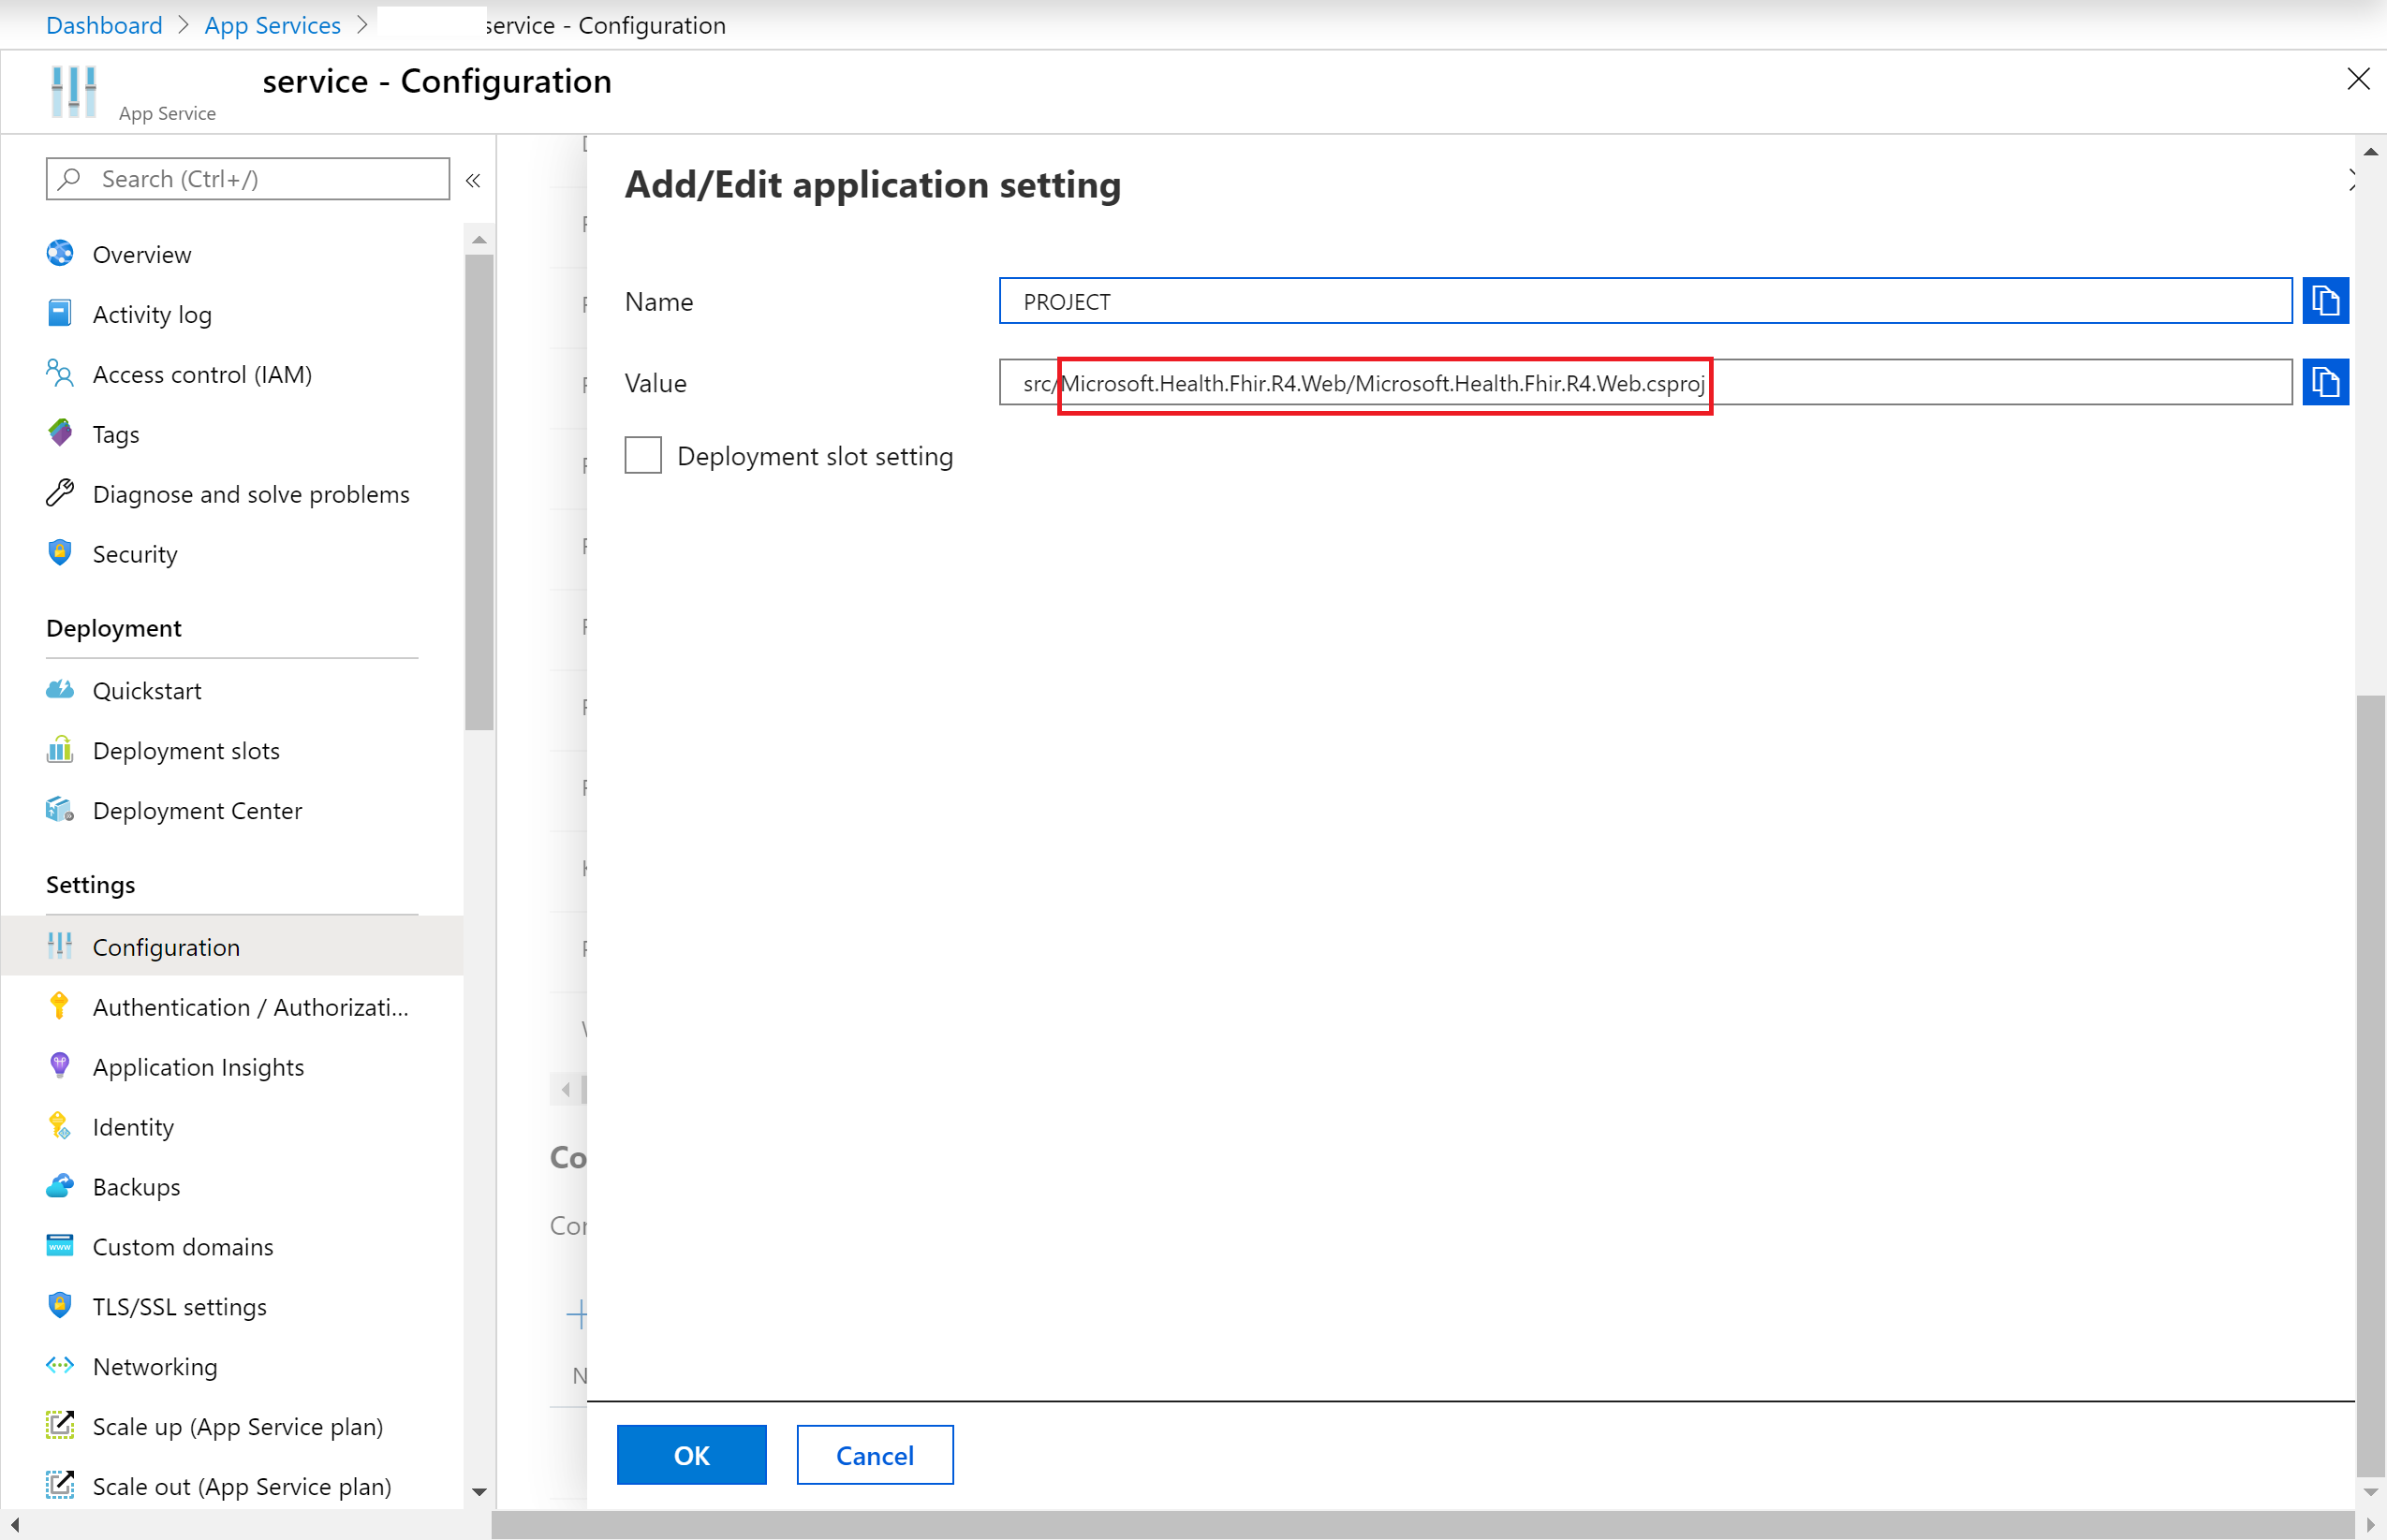 Dashboard > App Services > service - Configuration
service - Configuration
App Service
Search (Ctrl+/)
«
Overview
Activity log
Access control (IAM)
Tags
Diagnose and solve problems
Security
Deployment
Quickstart
Deployment slots
Deployment Center
Settings
Configuration
Authentication / Authorizati...
Application Insights
Identity
Backups
Custom domains
TLS/SSL settings
Networking
Scale up (App Service plan)
Scale out (App Service plan)
Co
Cor
N
Add/Edit application setting
Name
PROJECT
Value
src/Microsoft.Health.Fhir.R4.Web/Microsoft.Health.Fhir.R4.Web.csproj
Deployment slot setting
OK
Cancel